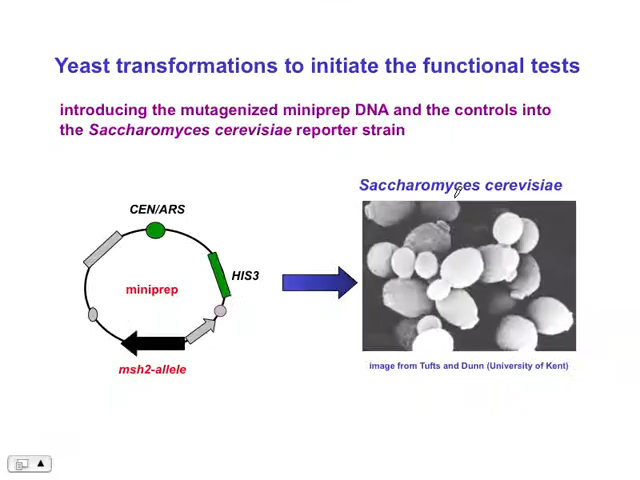 Yeast transformations to initiate the functional tests
introducing the mutagenized miniprep DNA and the controls into
the Saccharomyces cerevisiae reporter strain
Saccharomyces cerevisiae
CEN/ARS
HIS3
miniprep
msh2-allele
image from Tufts and Dunn (University of Kent)